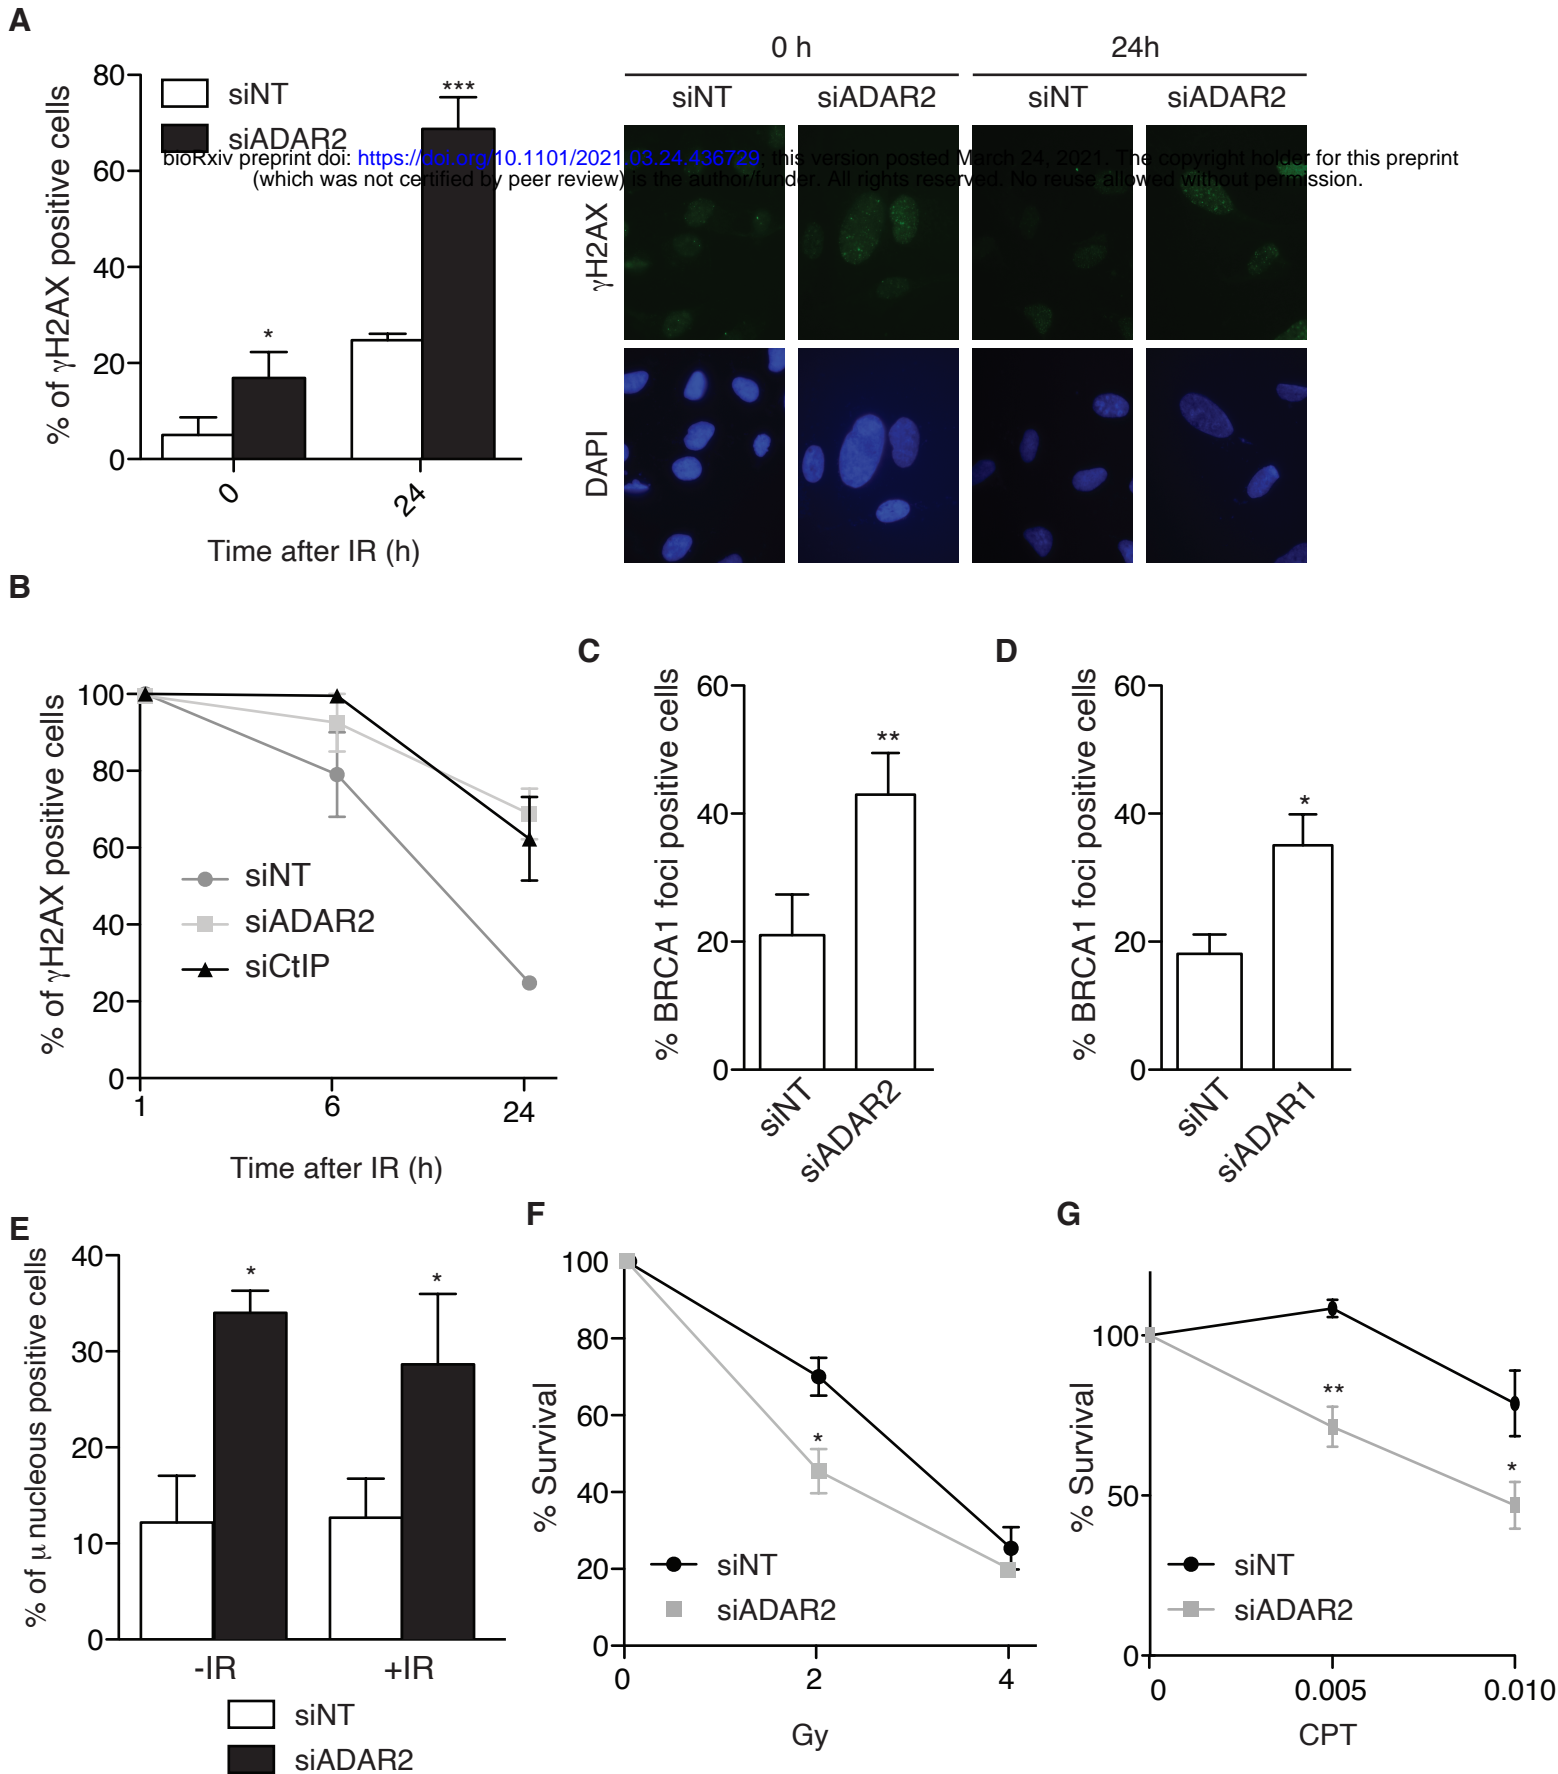 A
0 h
24h
siNT
siADAR2
siNT
siADAR2
80
60
40
20
0
% of γH2AX positive cells
siNT
siADAR2
*
***
0
24
Time after IR (h)
bioRxiv preprint doi: https://doi.org/10.1101/2021.03.24.436729; this version posted March 24, 2021. The copyright holder for this preprint
(which was not certified by peer review) is the author/funder. All rights reserved. No reuse allowed without permission.
γH2AX
DAPI
B
100
80
60
40
20
0
% of γH2AX positive cells
siNT
siADAR2
siCtIP
1
6
24
Time after IR (h)
C
60
40
20
0
% BRCA1 foci positive cells
**
siNT
siADAR2
D
60
40
20
0
% BRCA1 foci positive cells
*
siNT
siADAR1
E
40
30
20
10
0
% of μ nucleous positive cells
*
*
-IR
+IR
siNT
siADAR2
F
100
80
60
40
20
0
% Survival
*
siNT
siADAR2
0
2
4
Gy
G
100
50
0
% Survival
**
*
siNT
siADAR2
0
0.005
0.010
CPT